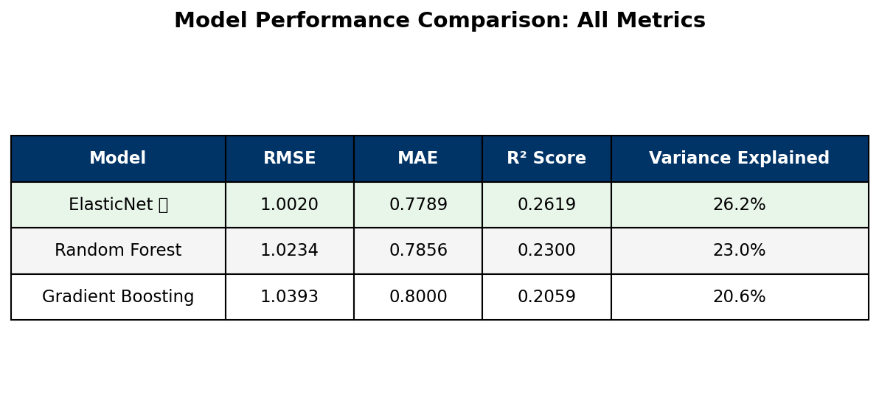 Model Performance Comparison: All Metrics
Model RMSE MAE R² Score Variance Explained
ElasticNet 1.0020 0.7789 0.2619 26.2%
Random Forest 1.0234 0.7856 0.2300 23.0%
Gradient Boosting 1.0393 0.8000 0.2059 20.6%